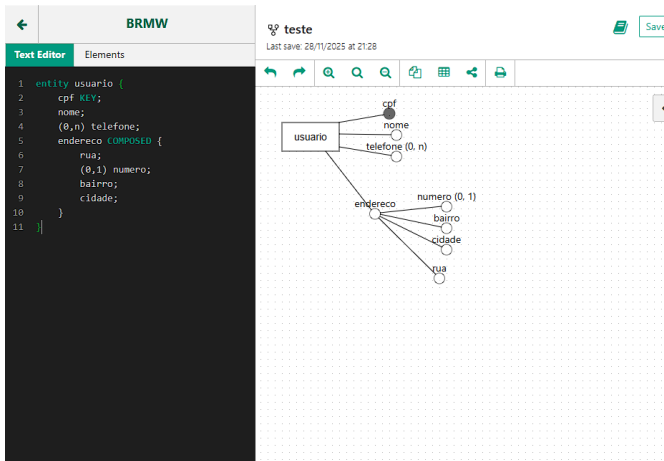 BRMW
teste
Last save: 28/11/2025 at 21:28
Save
Text Editor
Elements
1 entity usuario {
2 cpf KEY;
3 nome;
4 (0,n) telefone;
5 endereco COMPOSED {
6 rua;
7 (0,1) numero;
8 bairro;
9 cidade;
10 }
11 }
cpf
nome
usuario
telefone (0, n)
numero (0, 1)
endereco
bairro
cidade
rua